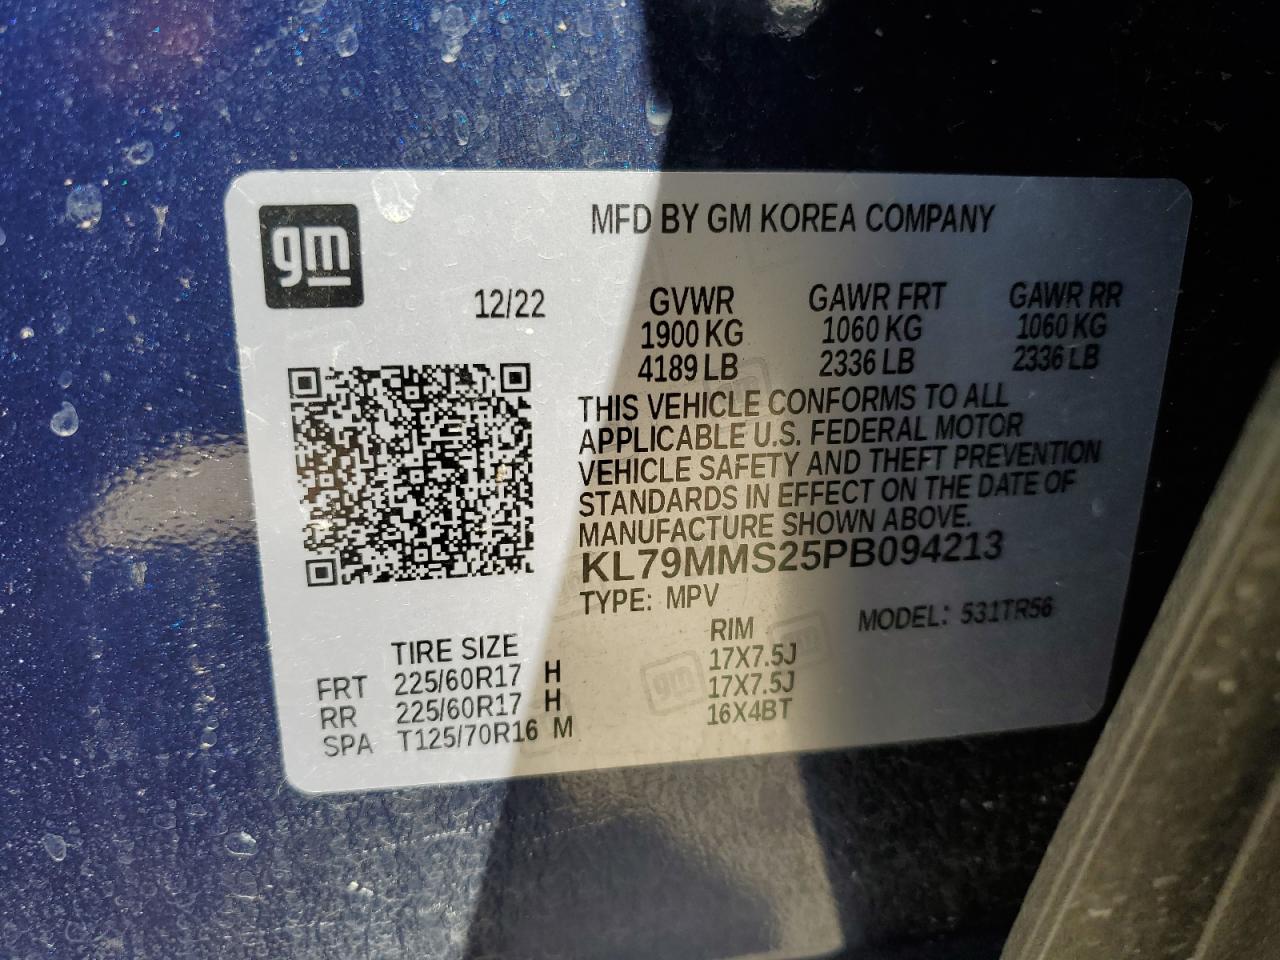 gm
MFD BY GM KOREA COMPANY
12/22
GVWR GAWR FRT GAWR RR
1900 KG 1060 KG 1060 KG
4189 LB 2336 LB 2336 LB
THIS VEHICLE CONFORMS TO ALL
APPLICABLE U.S. FEDERAL MOTOR
VEHICLE SAFETY AND THEFT PREVENTION
STANDARDS IN EFFECT ON THE DATE OF
MANUFACTURE SHOWN ABOVE.
KL79MMS25PB094213
TYPE: MPV MODEL: 531TR56
TIRE SIZE RIM
FRT 225/60R17 H 17X7.5J
RR 225/60R17 H 17X7.5J
SPA T125/70R16 M 16X4BT